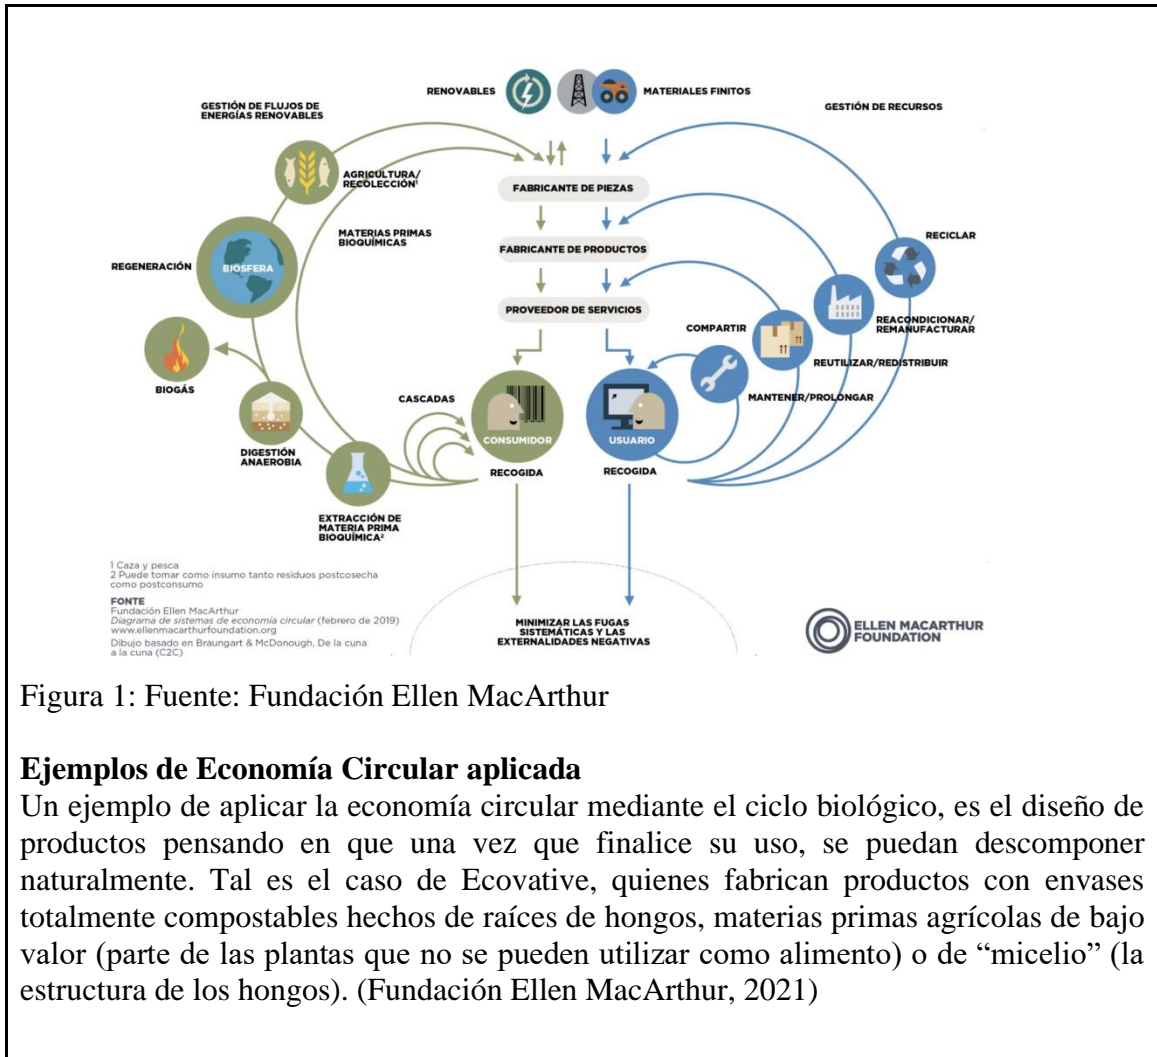 RENOVABLES
MATERIALES FINITOS
GESTIÓN DE FLUJOS DE
ENERGÍAS RENOVABLES
GESTIÓN DE RECURSOS
AGRICULTURA/
RECOLECCIÓN¹
FABRICANTE DE PIEZAS
MATERIAS PRIMAS
BIOQUÍMICAS
RECICLAR
FABRICANTE DE PRODUCTOS
REGENERACIÓN
BIOSFERA
PROVEEDOR DE SERVICIOS
REACONDICIONAR/
REMANUFACTURAR
COMPARTIR
REUTILIZAR/REDISTRIBUIR
BIOGÁS
MANTENER/PROLONGAR
CASCADAS
CONSUMIDOR
USUARIO
DIGESTIÓN
ANAEROBIA
RECOGIDA
RECOGIDA
EXTRACCIÓN DE
MATERIA PRIMA
BIOQUÍMICA²
1 Caza y pesca
2 Puede tomar como insumo tanto residuos postcosecha
como postconsumo
FONTE
Fundación Ellen MacArthur
Diagrama de sistemas de economía circular (febrero de 2019)
www.ellenmacarthurfoundation.org
Dibujo basado en Braungart & McDonough, De la cuna
a la cuna (C2C)
MINIMIZAR LAS FUGAS
SISTEMÁTICAS Y LAS
EXTERNALIDADES NEGATIVAS
ELLEN MACARTHUR
FOUNDATION
Figura 1: Fuente: Fundación Ellen MacArthur
Ejemplos de Economía Circular aplicada
Un ejemplo de aplicar la economía circular mediante el ciclo biológico, es el diseño de
productos pensando en que una vez que finalice su uso, se puedan descomponer
naturalmente. Tal es el caso de Ecovative, quienes fabrican productos con envases
totalmente compostables hechos de raíces de hongos, materias primas agrícolas de bajo
valor (parte de las plantas que no se pueden utilizar como alimento) o de “micelio” (la
estructura de los hongos). (Fundación Ellen MacArthur, 2021)